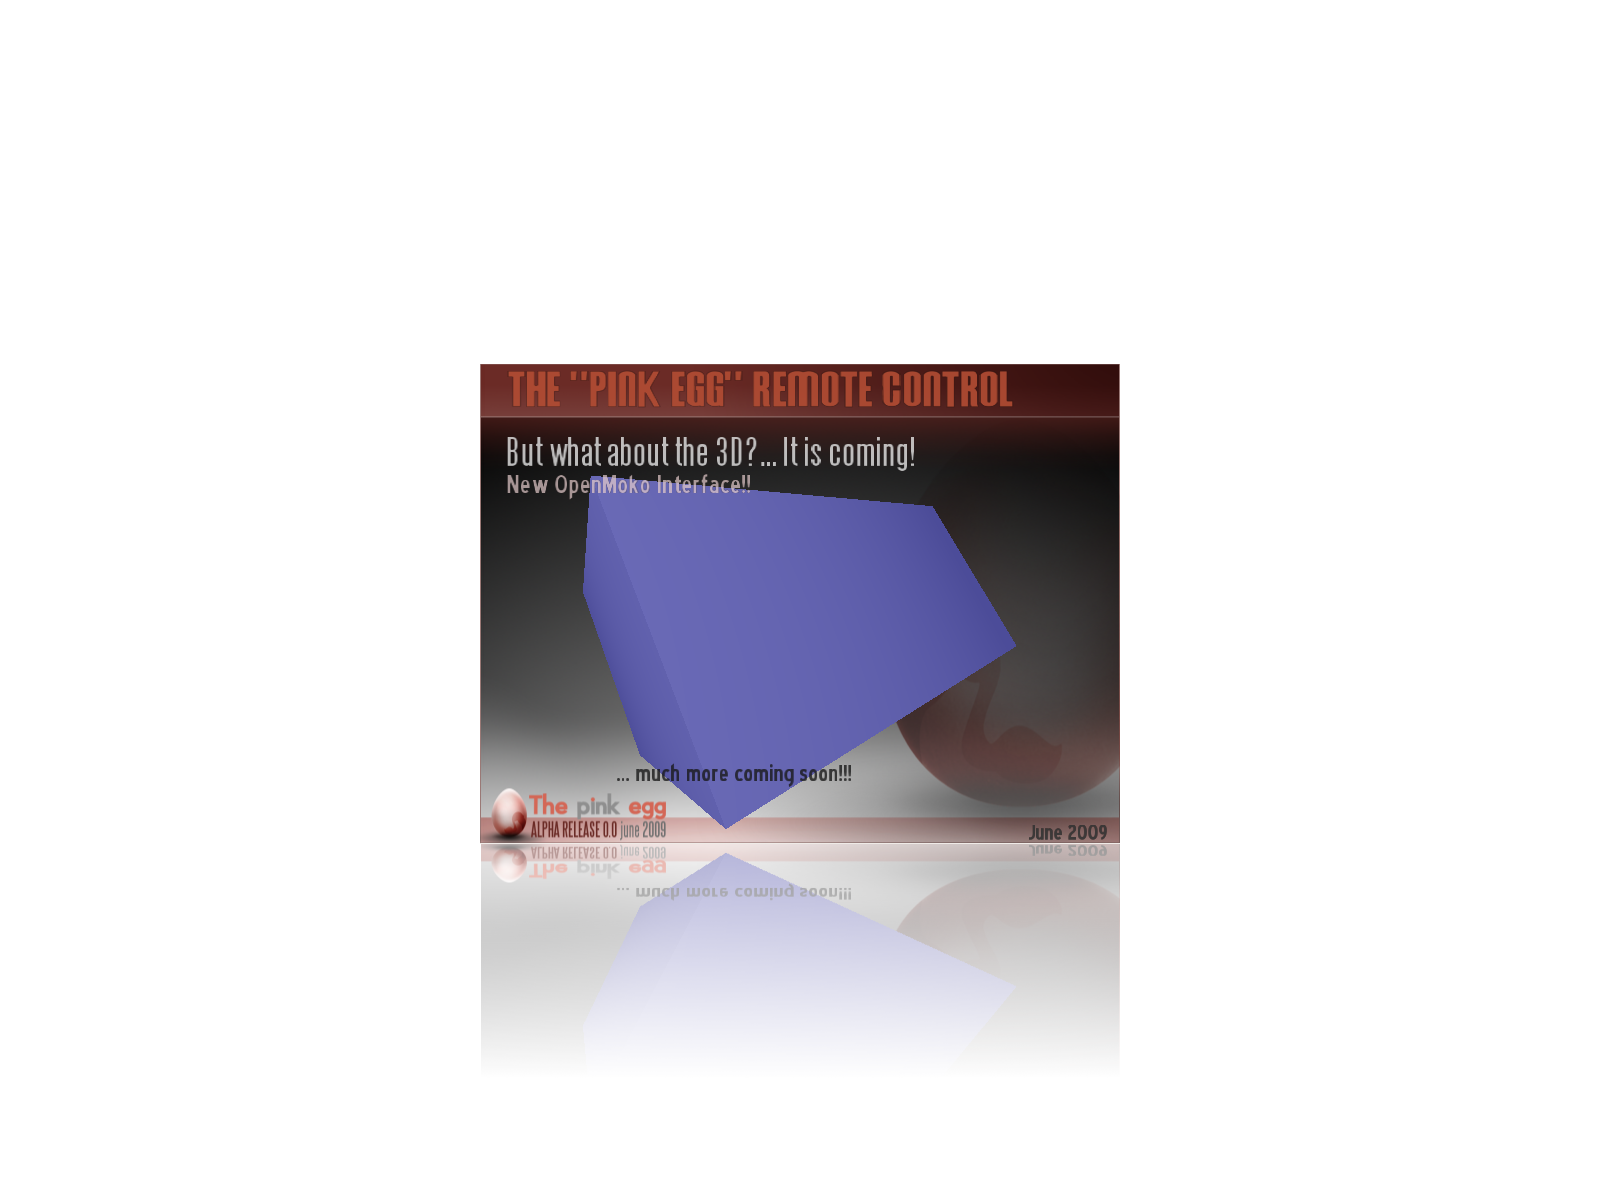 THE "PINK EGG" REMOTE CONTROL
But what about the 3D?... It is coming!
New OpenMoko Interface!!
... much more coming soon!!!
The pink egg
ALPHA RELEASE 0.0 june 2009
June 2009